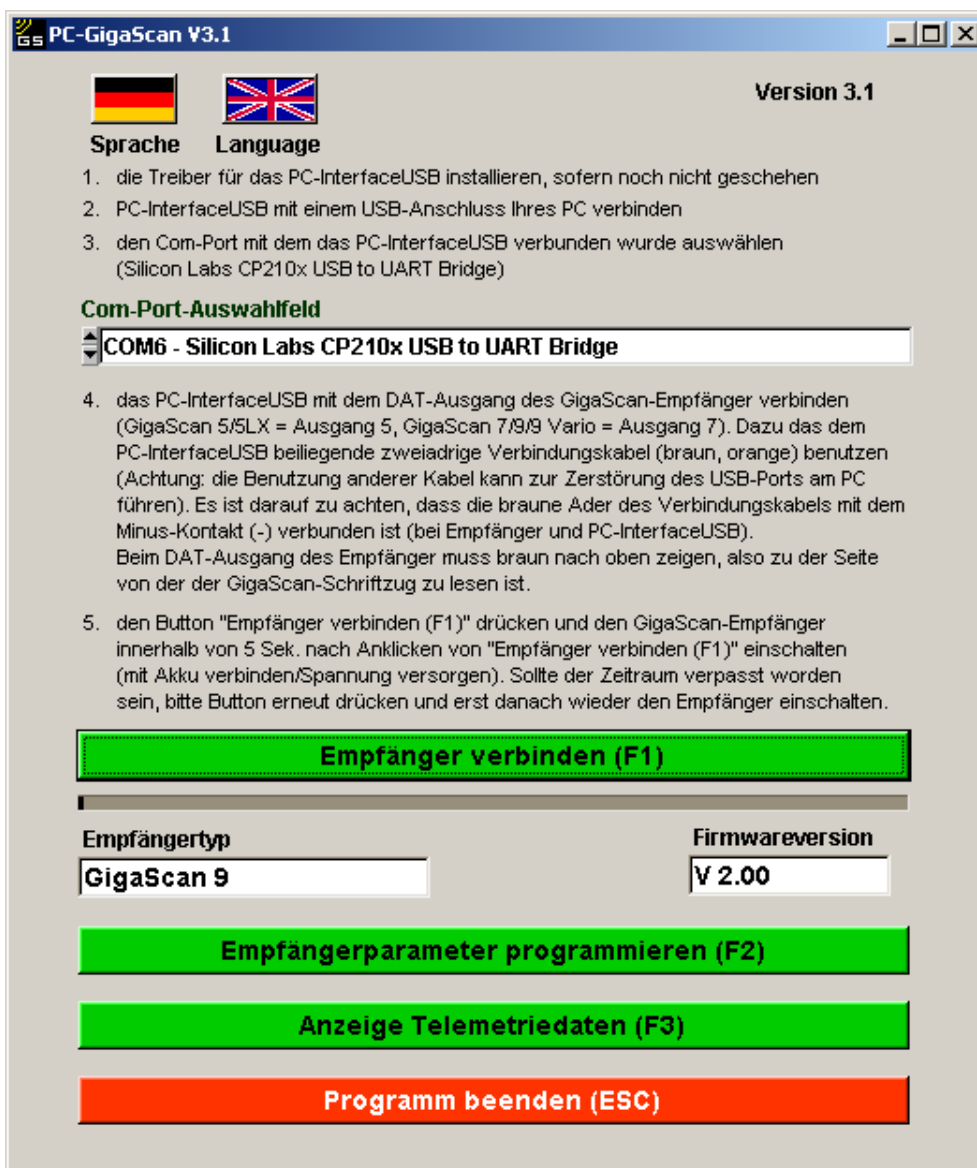 GS PC-GigaScan V3.1
Version 3.1
Sprache Language
1. die Treiber für das PC-InterfaceUSB installieren, sofern noch nicht geschehen
2. PC-InterfaceUSB mit einem USB-Anschluss Ihres PC verbinden
3. den Com-Port mit dem das PC-InterfaceUSB verbunden wurde auswählen
(Silicon Labs CP210x USB to UART Bridge)
Com-Port-Auswahlfeld
COM6 - Silicon Labs CP210x USB to UART Bridge
4. das PC-InterfaceUSB mit dem DAT-Ausgang des GigaScan-Empfänger verbinden
(GigaScan 5/5LX = Ausgang 5, GigaScan 7/9/9 Vario = Ausgang 7). Dazu das dem
PC-InterfaceUSB beiliegende zweiadrige Verbindungskabel (braun, orange) benutzen
(Achtung: die Benutzung anderer Kabel kann zur Zerstörung des USB-Ports am PC
führen). Es ist darauf zu achten, dass die braune Ader des Verbindungskabels mit dem
Minus-Kontakt (-) verbunden ist (bei Empfänger und PC-InterfaceUSB).
Beim DAT-Ausgang des Empfänger muss braun nach oben zeigen, also zu der Seite
von der der GigaScan-Schriftzug zu lesen ist.
5. den Button "Empfänger verbinden (F1)" drücken und den GigaScan-Empfänger
innerhalb von 5 Sek. nach Anklicken von "Empfänger verbinden (F1)" einschalten
(mit Akku verbinden/Spannung versorgen). Sollte der Zeitraum verpasst worden
sein, bitte Button erneut drücken und erst danach wieder den Empfänger einschalten.
Empfänger verbinden (F1)
Empfängertyp Firmwareversion
GigaScan 9 V 2.00
Empfängerparameter programmieren (F2)
Anzeige Telemetriedaten (F3)
Programm beenden (ESC)